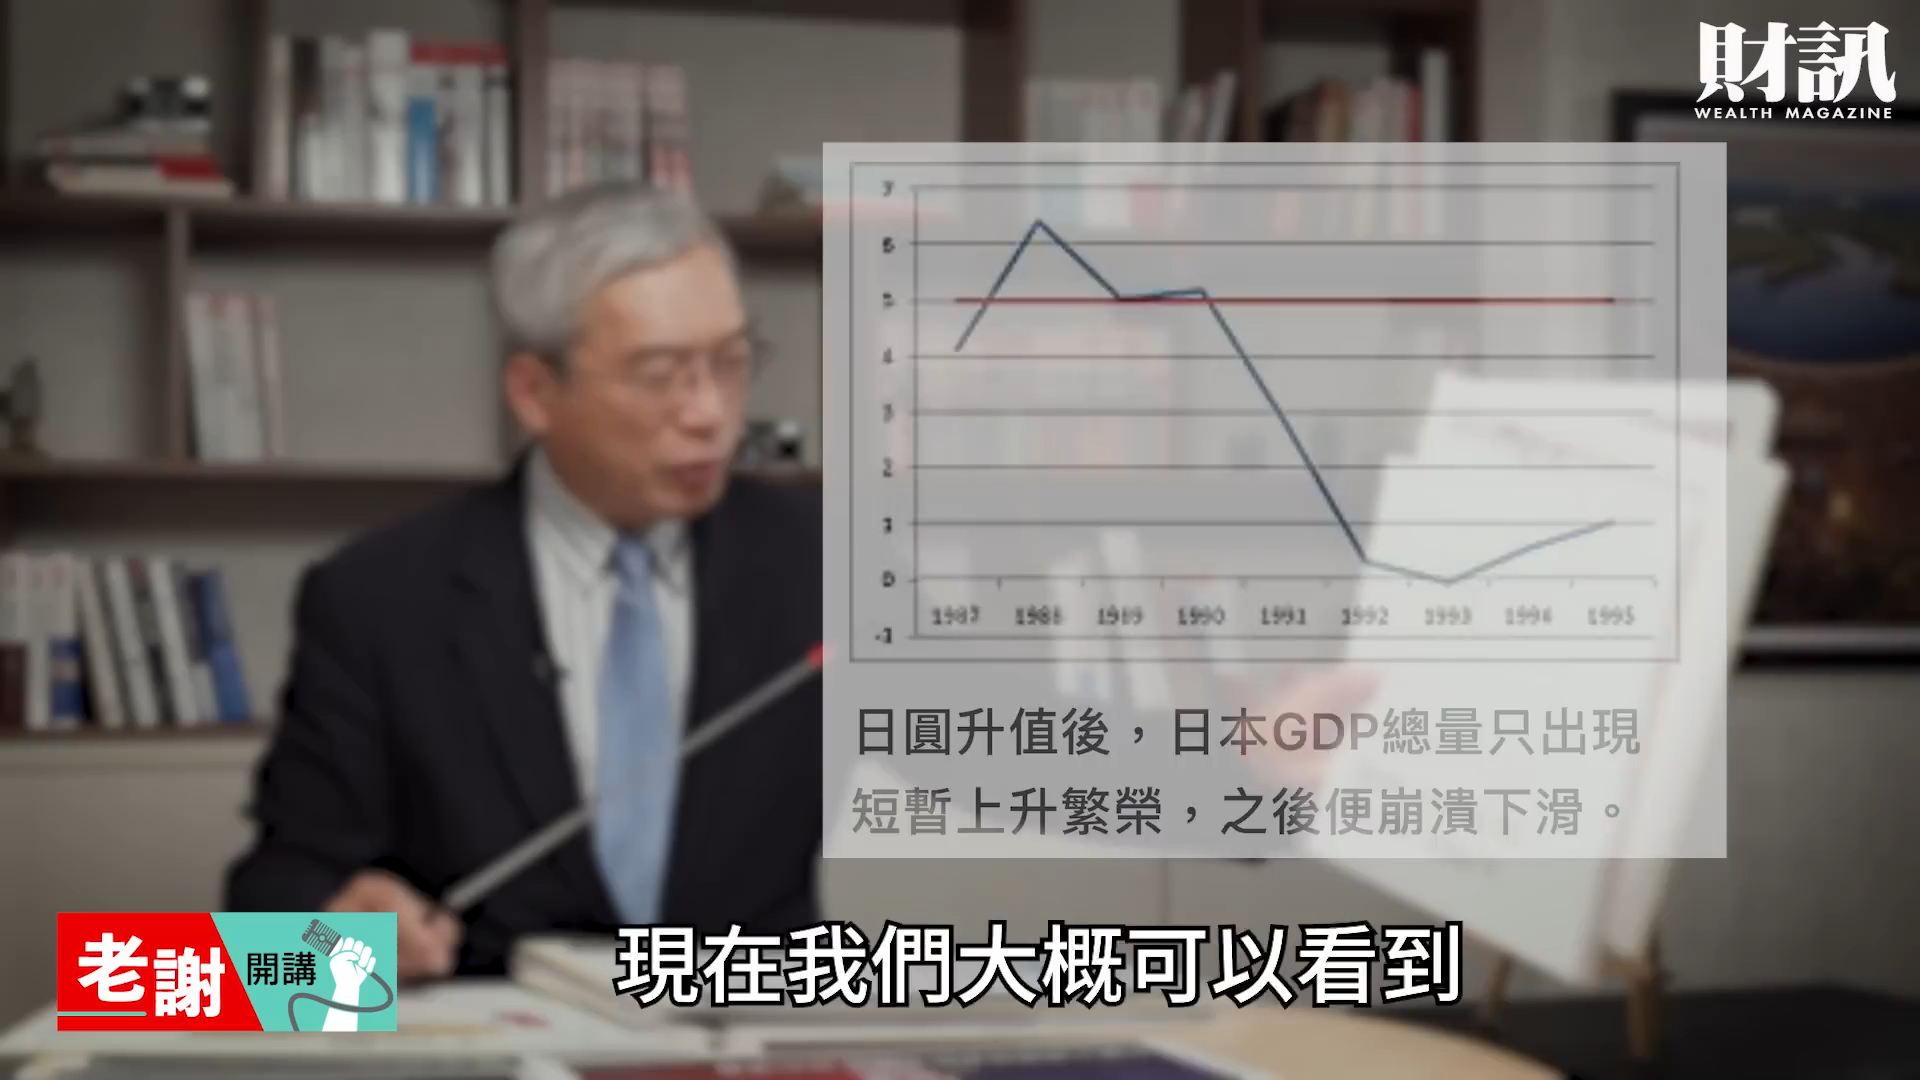 財訊
WEALTH MAGAZINE
7
6
5
4
3
2
1
0
-1
1987 1988 1989 1990 1991 1992 1993 1994 1995
日圓升值後，日本GDP總量只出現
短暫上升繁榮，之後便崩潰下滑。
老謝 開講
現在我們大概可以看到